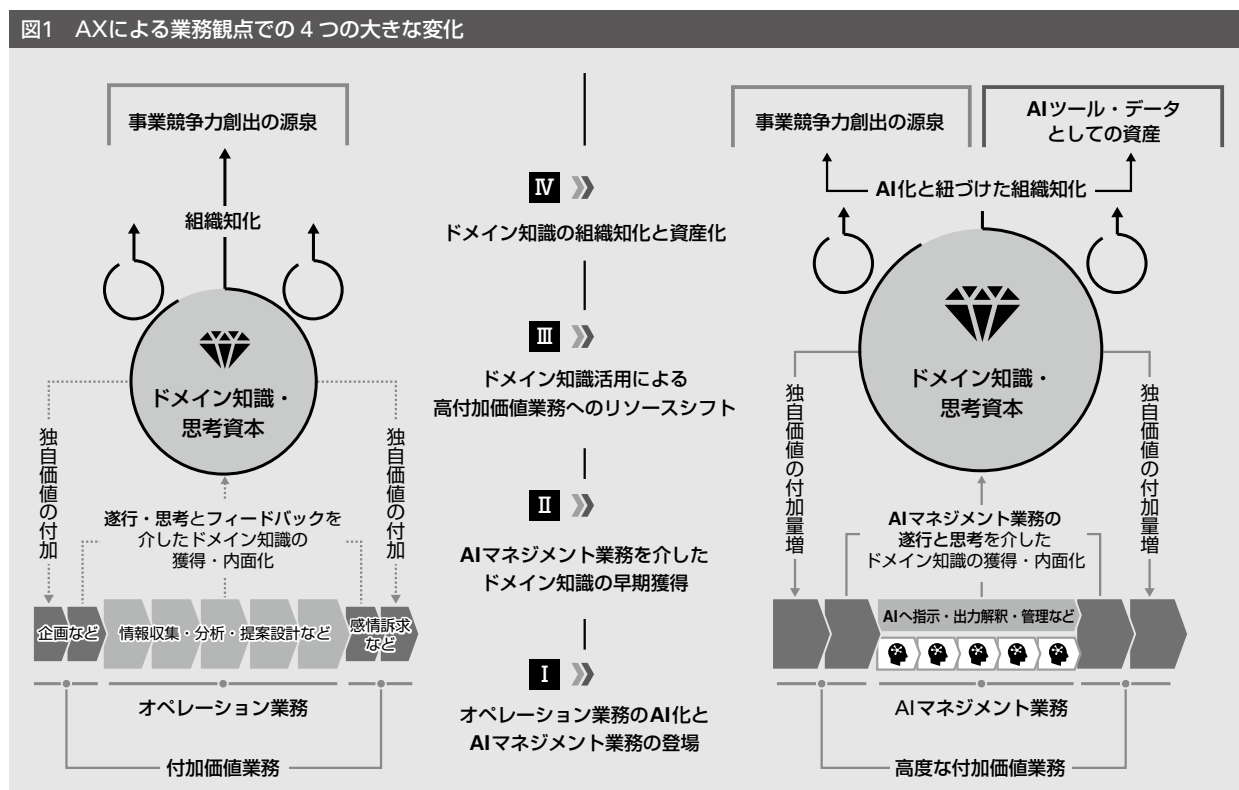 図1 AXによる業務観点での4つの大きな変化
事業競争力創出の源泉
組織知化
ドメイン知識・
思考資本
独自価値の付加
独自価値の付加
遂行・思考とフィードバックを
介したドメイン知識の
獲得・内面化
企画など
情報収集・分析・提案設計など
感情訴求
など
オペレーション業務
付加価値業務
Ⅳ
ドメイン知識の組織知化と資産化
Ⅲ
ドメイン知識活用による
高付加価値業務へのリソースシフト
Ⅱ
AIマネジメント業務を介した
ドメイン知識の早期獲得
Ⅰ
オペレーション業務のAI化と
AIマネジメント業務の登場
事業競争力創出の源泉
AIツール・データ
としての資産
AI化と紐づけた組織知化
ドメイン知識・
思考資本
独自価値の付加量増
独自価値の付加量増
AIマネジメント業務の
遂行と思考を介した
ドメイン知識の獲得・内面化
AIへ指示・出力解釈・管理など
AIマネジメント業務
高度な付加価値業務